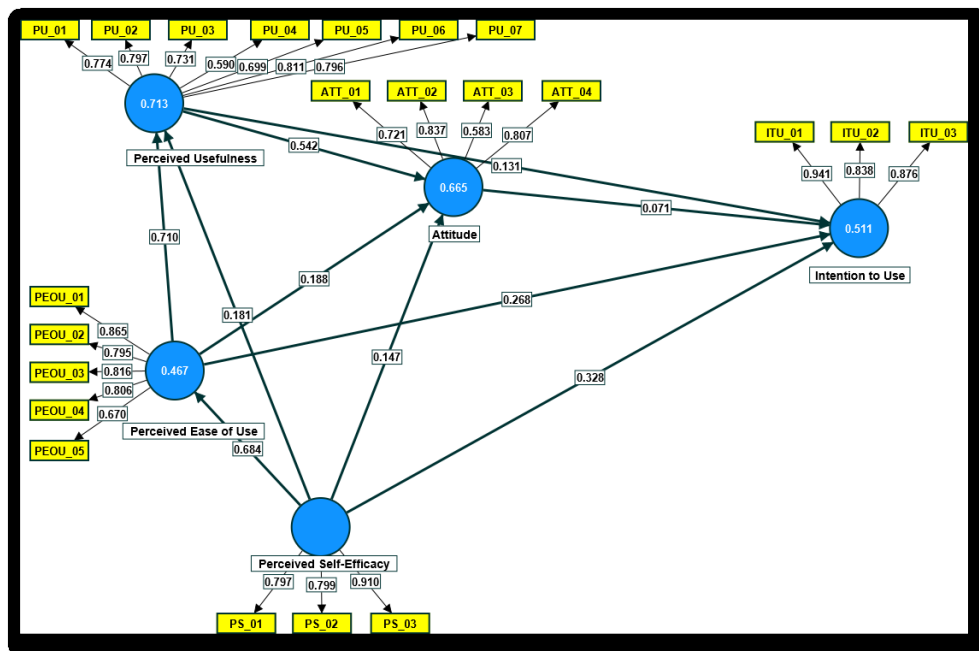 PU_01 PU_02 PU_03 PU_04 PU_05 PU_06 PU_07
0.774 0.797 0.731 0.590 0.699 0.811 0.796
0.713
Perceived Usefulness
ATT_01 ATT_02 ATT_03 ATT_04
0.721 0.837 0.583 0.807
0.542
0.131
0.665
Attitude
0.071
ITU_01 ITU_02 ITU_03
0.941 0.838 0.876
0.511
Intention to Use
0.710
0.188
0.268
0.181
0.147
0.328
PEOU_01
0.865
PEOU_02
0.795
PEOU_03
0.816
PEOU_04
0.806
PEOU_05
0.670
0.467
Perceived Ease of Use
0.684
Perceived Self-Efficacy
0.797 0.799 0.910
PS_01 PS_02 PS_03